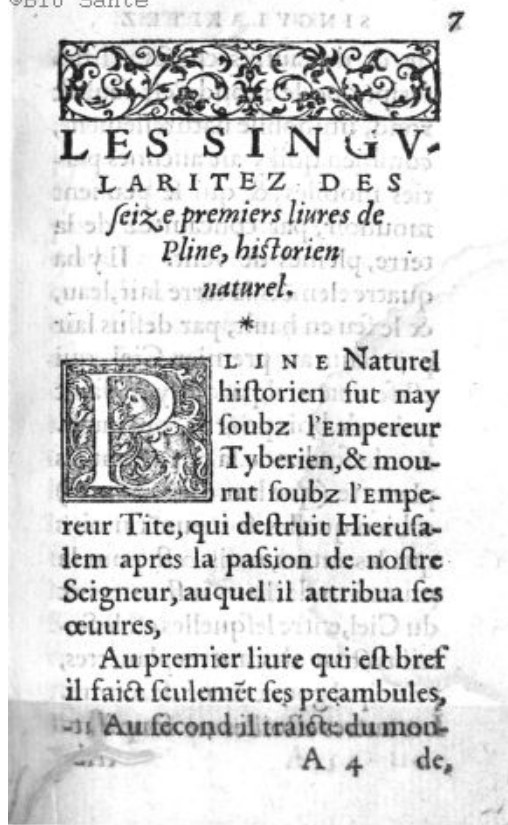 ©BIU Santé
7
LES SINGV-
LARITEZ DES
ſeize premiers liures de
Pline, hiſtorien
naturel.
*
PLINE Naturel
hiſtorien fut nay
ſoubz l'Empereur
Tyberien, & mou-
rut ſoubz l'Empe-
reur Tite, qui deſtruit Hieruſa-
lem apres la paſsion de noſtre
Seigneur, auquel il attribua ſes
œuures,
Au premier liure qui eſt bref
il faict ſeulemẽt ſes preambules,
Au ſecond il traicte du mon-
A 4 de,